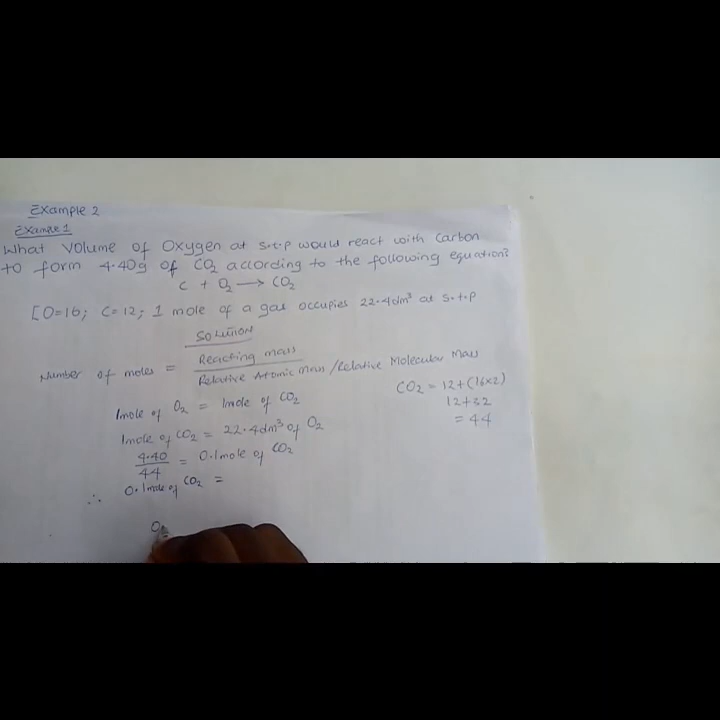 Example 2
Example 1
What volume of Oxygen at s.t.p would react with carbon
to form 4.40g of CO₂ according to the following equation?
C + O₂ → CO₂
[O=16; C=12; 1 mole of a gas occupies 22.4dm³ at s.t.p
SOLUTION
Number of moles = Reacting mass
Relative Atomic Mass / Relative Molecular Mass
CO₂ = 12+(16×2)
12+32
= 44
1mole of O₂ = 1mole of CO₂
1mole of CO₂ = 22.4dm³ of O₂
4.40
44
= 0.1mole of CO₂
∴ 0.1mole of CO₂ =